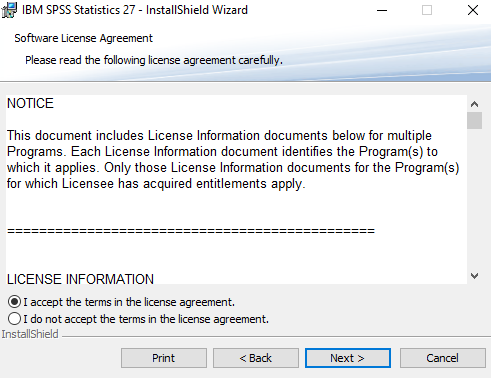 IBM SPSS Statistics 27 - InstallShield Wizard
Software License Agreement
Please read the following license agreement carefully.
NOTICE
This document includes License Information documents below for multiple
Programs. Each License Information document identifies the Program(s) to
which it applies. Only those License Information documents for the Program(s)
for which Licensee has acquired entitlements apply.
==============================================
LICENSE INFORMATION
I accept the terms in the license agreement.
I do not accept the terms in the license agreement.
InstallShield
Print
< Back
Next >
Cancel